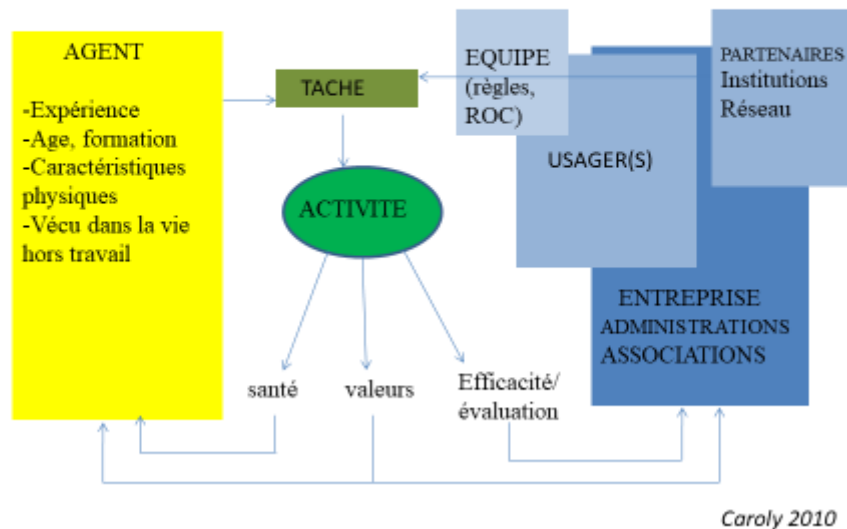 AGENT
-Expérience
-Age, formation
-Caractéristiques
physiques
-Vécu dans la vie
hors travail
TACHE
ACTIVITE
EQUIPE
(règles,
ROC)
USAGER(S)
PARTENAIRES
Institutions
Réseau
ENTREPRISE
ADMINISTRATIONS
ASSOCIATIONS
santé
valeurs
Efficacité/
évaluation
Caroly 2010